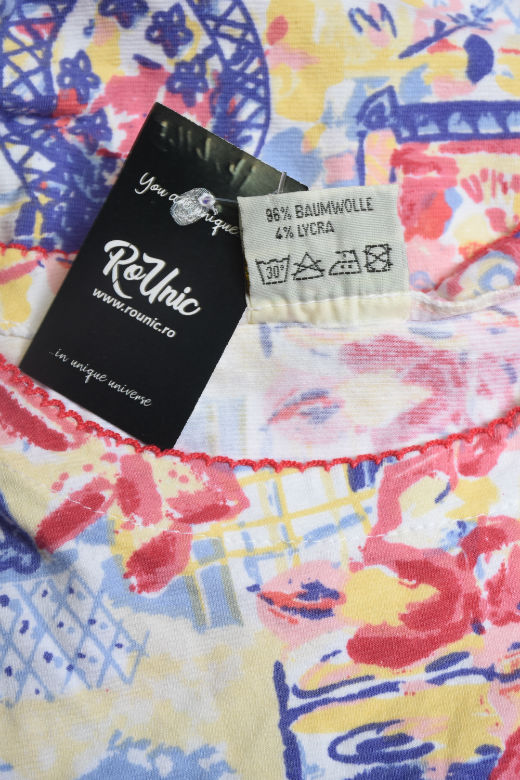 You are unique
RoUnic
www.rounic.ro
...in unique universe
96% BAUMWOLLE
4% LYCRA
30°